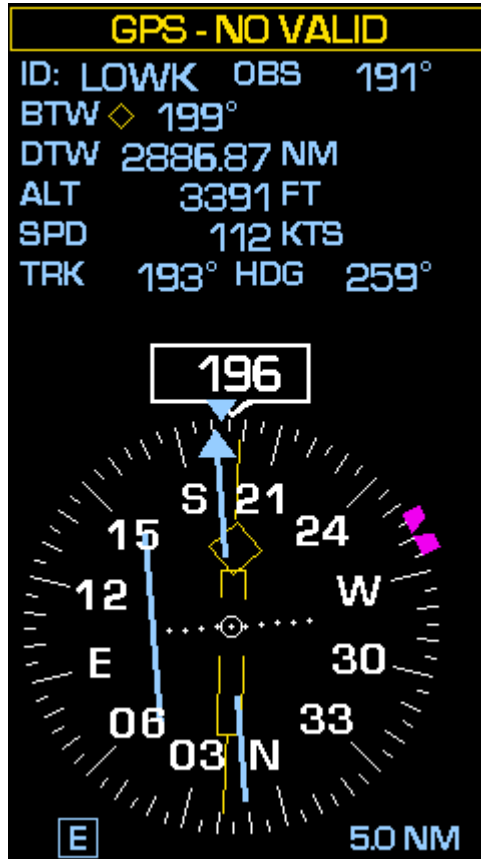 GPS - NO VALID
ID: LOWK OBS 191°
BTW 199°
DTW 2886.87 NM
ALT 3391 FT
SPD 112 KTS
TRK 193° HDG 259°
196
S 21
15 24
12 W
E 30
06 33
03 N
E 5.0 NM